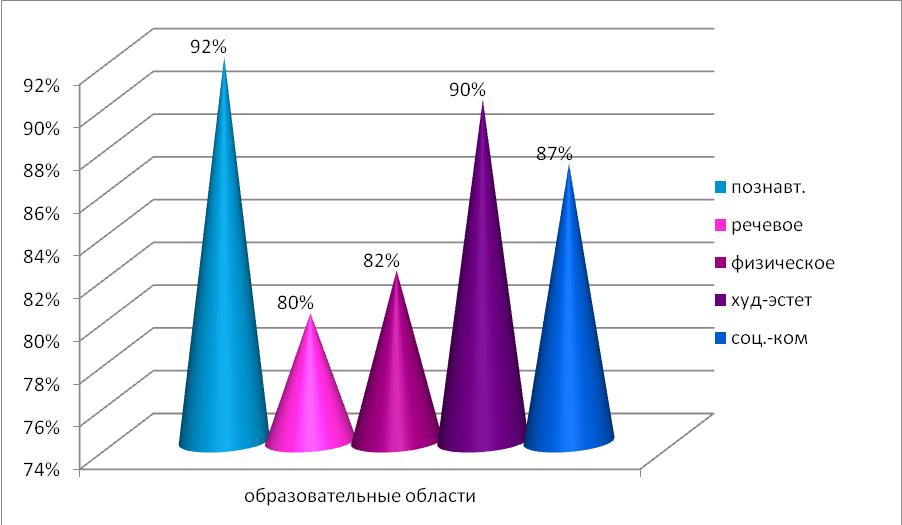 92%
90%
88%
86%
84%
82%
80%
78%
76%
74%
92%
80%
82%
90%
87%
образовательные области
познавт.
речевое
физическое
худ-эстет
соц.-ком